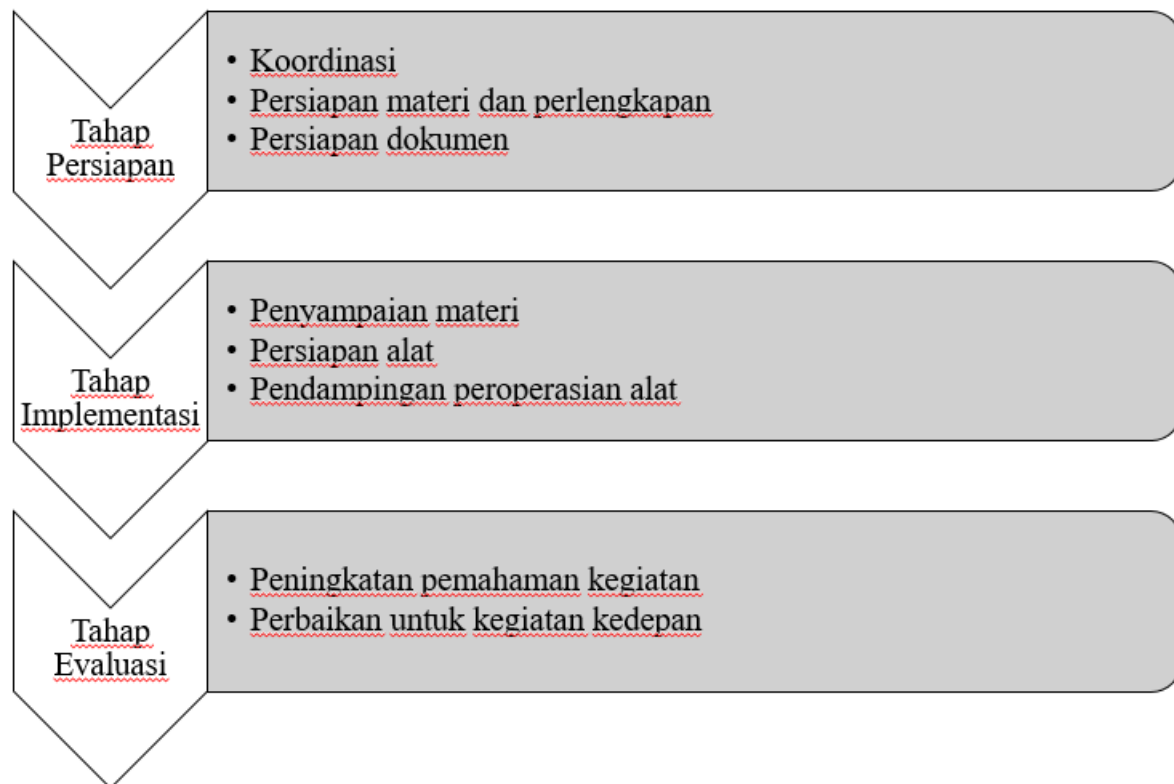 Tahap
Persiapan
• Koordinasi
• Persiapan materi dan perlengkapan
• Persiapan dokumen
Tahap
Implementasi
• Penyampaian materi
• Persiapan alat
• Pendampingan peroperasian alat
Tahap
Evaluasi
• Peningkatan pemahaman kegiatan
• Perbaikan untuk kegiatan kedepan